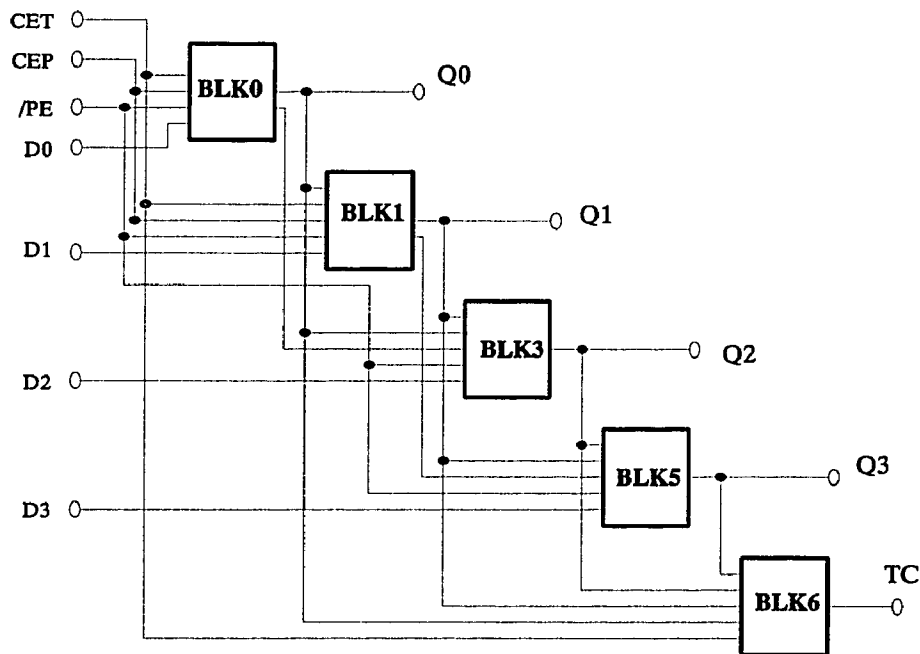 CET
CEP
/PE
D0
BLK0
Q0
BLK1
Q1
D1
BLK3
Q2
D2
BLK5
Q3
D3
BLK6
TC